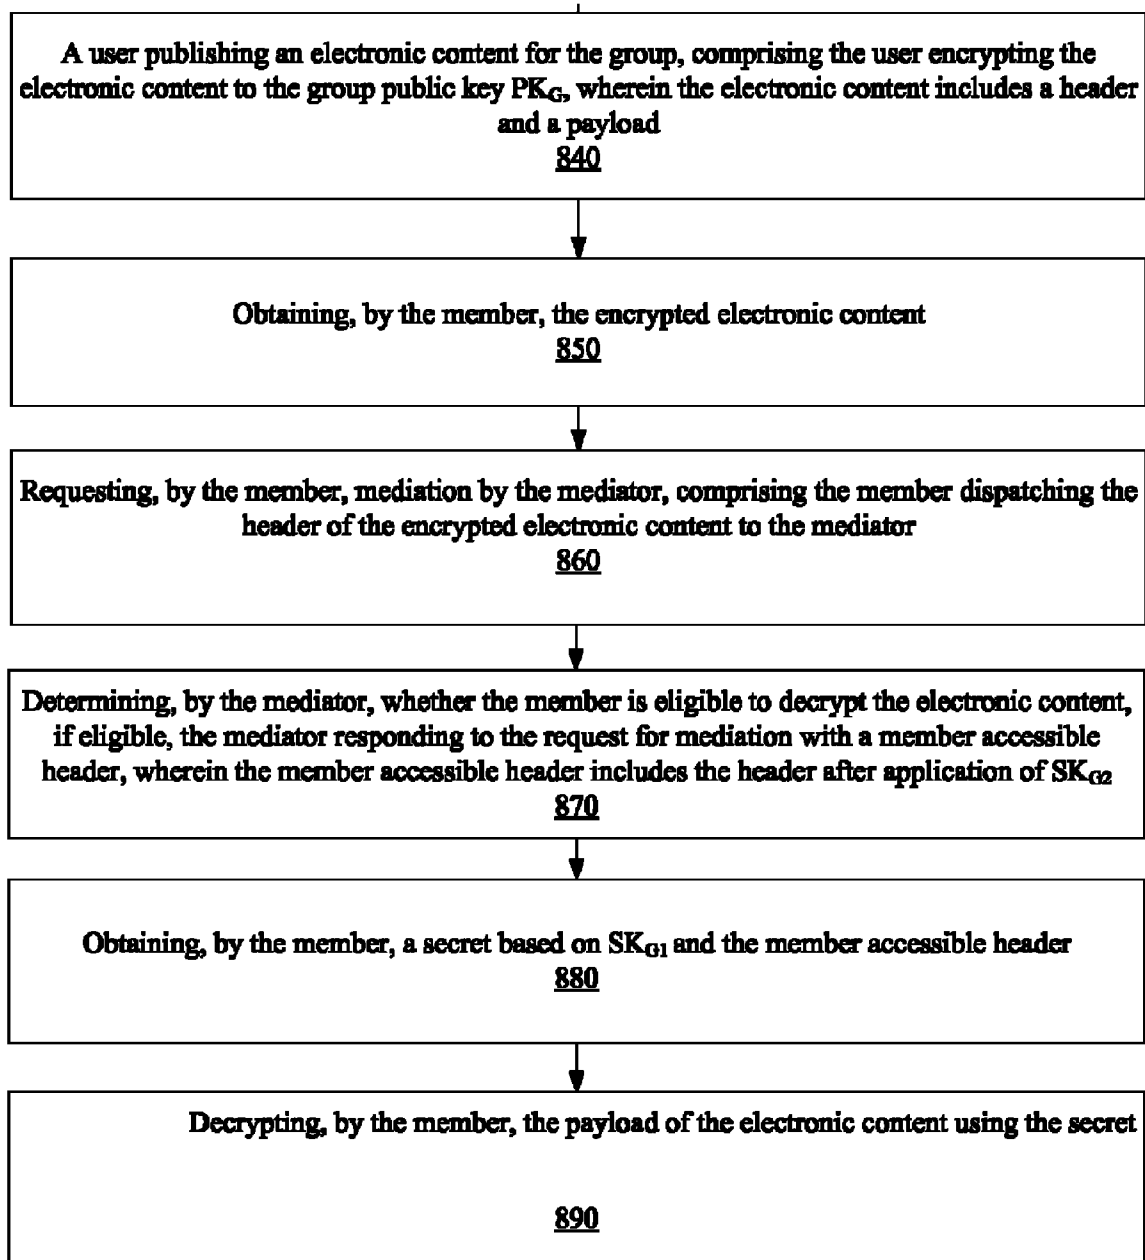 A user publishing an electronic content for the group, comprising the user encrypting the
electronic content to the group public key PK_G, wherein the electronic content includes a header
and a payload
840
Obtaining, by the member, the encrypted electronic content
850
Requesting, by the member, mediation by the mediator, comprising the member dispatching the
header of the encrypted electronic content to the mediator
860
Determining, by the mediator, whether the member is eligible to decrypt the electronic content,
if eligible, the mediator responding to the request for mediation with a member accessible
header, wherein the member accessible header includes the header after application of SK_G2
870
Obtaining, by the member, a secret based on SK_G1 and the member accessible header
880
Decrypting, by the member, the payload of the electronic content using the secret
890